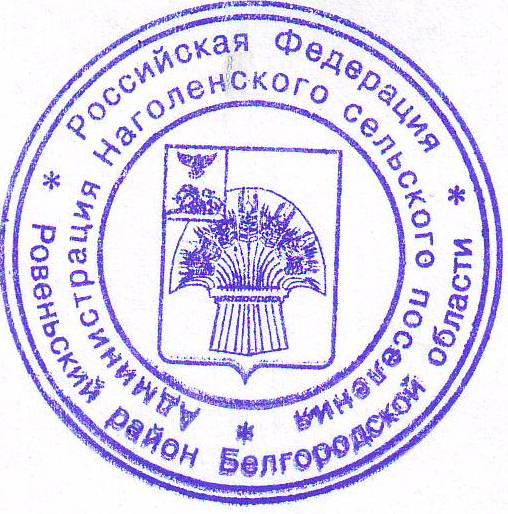 * Российская Федерация *
Ровеньский район Белгородской области
Администрация Наголенского сельского поселения *